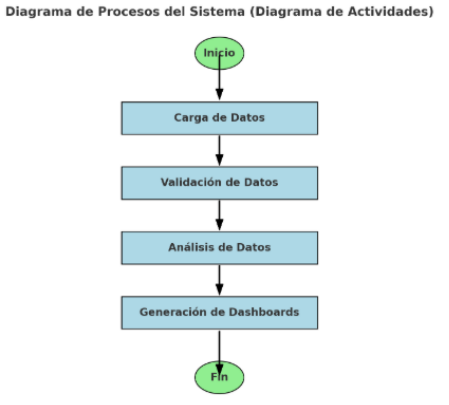 Diagrama de Procesos del Sistema (Diagrama de Actividades)
Inicio
Carga de Datos
Validación de Datos
Análisis de Datos
Generación de Dashboards
Fin